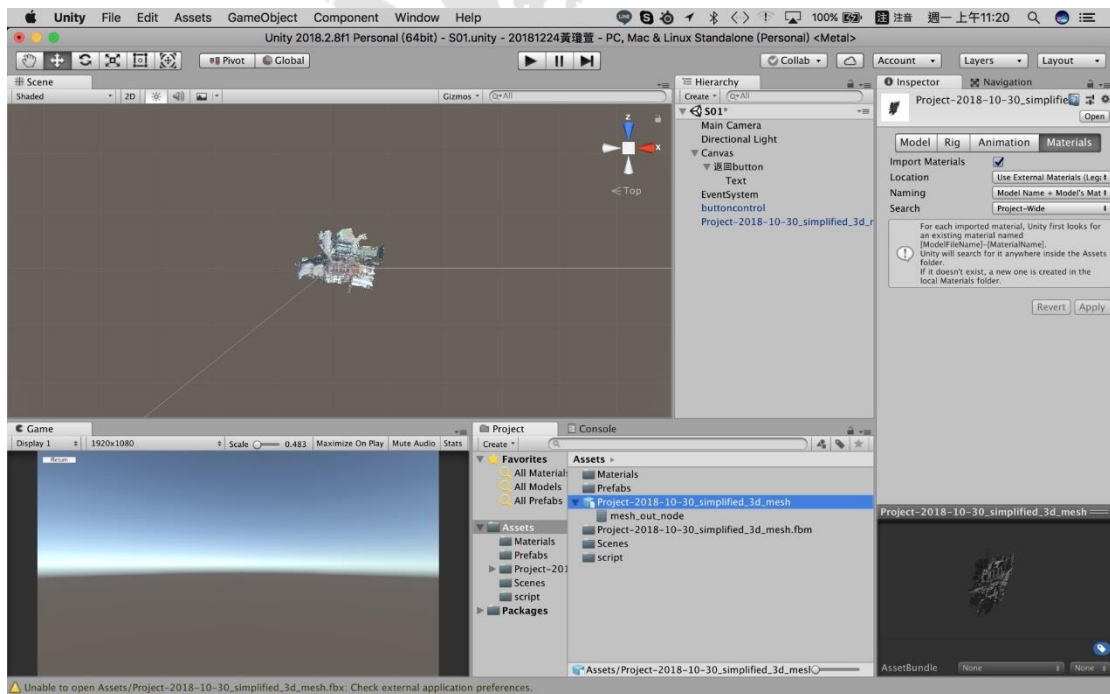 Unity File Edit Assets GameObject Component Window Help 100% 注音 週一上午11:20
Unity 2018.2.8f1 Personal (64bit) - S01.unity - 20181224黃瓊萱 - PC, Mac & Linux Standalone (Personal) <Metal>
Pivot Global Collab Account Layers Layout
Scene
Shaded 2D Gizmos All
z
x
Top
Hierarchy
Create All
S01*
Main Camera
Directional Light
Canvas
返回button
Text
EventSystem
buttoncontrol
Project-2018-10-30_simplified_3d_r
Inspector Navigation
Project-2018-10-30_simplifie
Open
Model Rig Animation Materials
Import Materials
Location Use External Materials (Leg
Naming Model Name + Model's Mat
Search Project-Wide
For each imported material, Unity first looks for
an existing material named
[ModelFileName]-[MaterialName].
Unity will search for it anywhere inside the Assets
folder.
If it doesn't exist, a new one is created in the
local Materials folder.
Revert Apply
Game
Display 1 1920x1080 Scale 0.483 Maximize On Play Mute Audio Stats
Return
Project Console
Create
Favorites
All Material
All Models
All Prefabs
Assets
Materials
Prefabs
Project-201
Scenes
script
Packages
Assets
Materials
Prefabs
Project-2018-10-30_simplified_3d_mesh
mesh_out_node
Project-2018-10-30_simplified_3d_mesh.fbm
Scenes
script
Assets/Project-2018-10-30_simplified_3d_mesl
Project-2018-10-30_simplified_3d_mesh
AssetBundle None None
Unable to open Assets/Project-2018-10-30_simplified_3d_mesh.fbx: Check external application preferences.